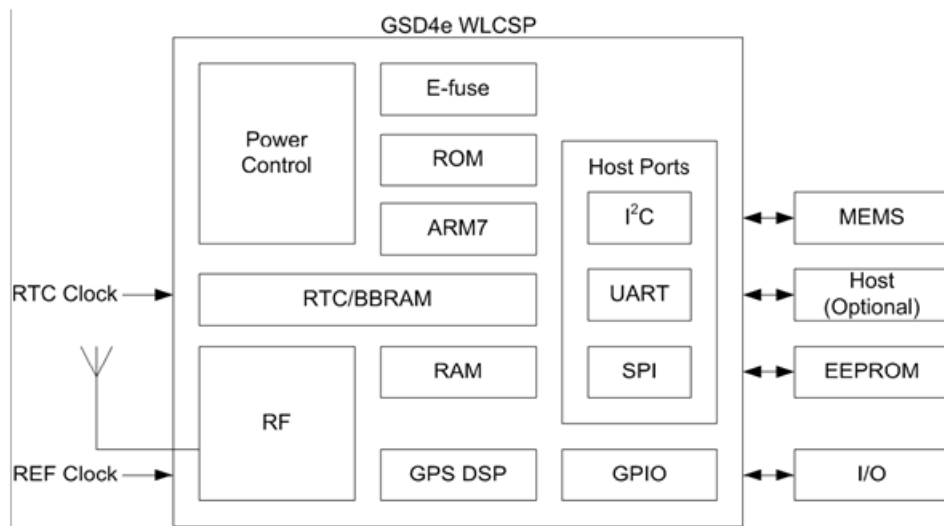 GSD4e WLCSP
Power
Control
E-fuse
ROM
ARM7
Host Ports
I²C
UART
SPI
RTC/BBRAM
RAM
RF
GPS DSP
GPIO
RTC Clock
REF Clock
MEMS
Host
(Optional)
EEPROM
I/O